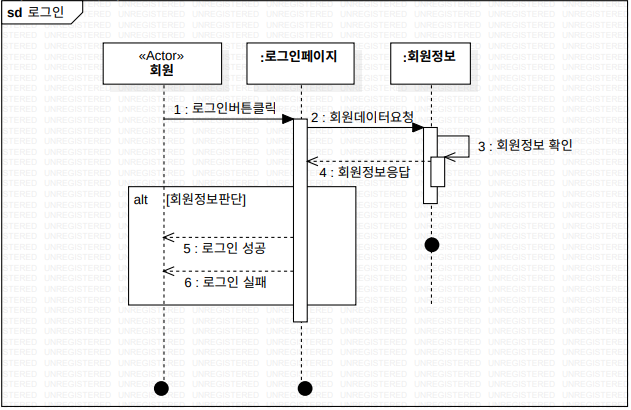 sd 로그인
«Actor»
회원
:로그인페이지
:회원정보
1 : 로그인버튼클릭
2 : 회원데이터요청
3 : 회원정보 확인
4 : 회원정보응답
alt [회원정보판단]
5 : 로그인 성공
6 : 로그인 실패
UNREGISTERED